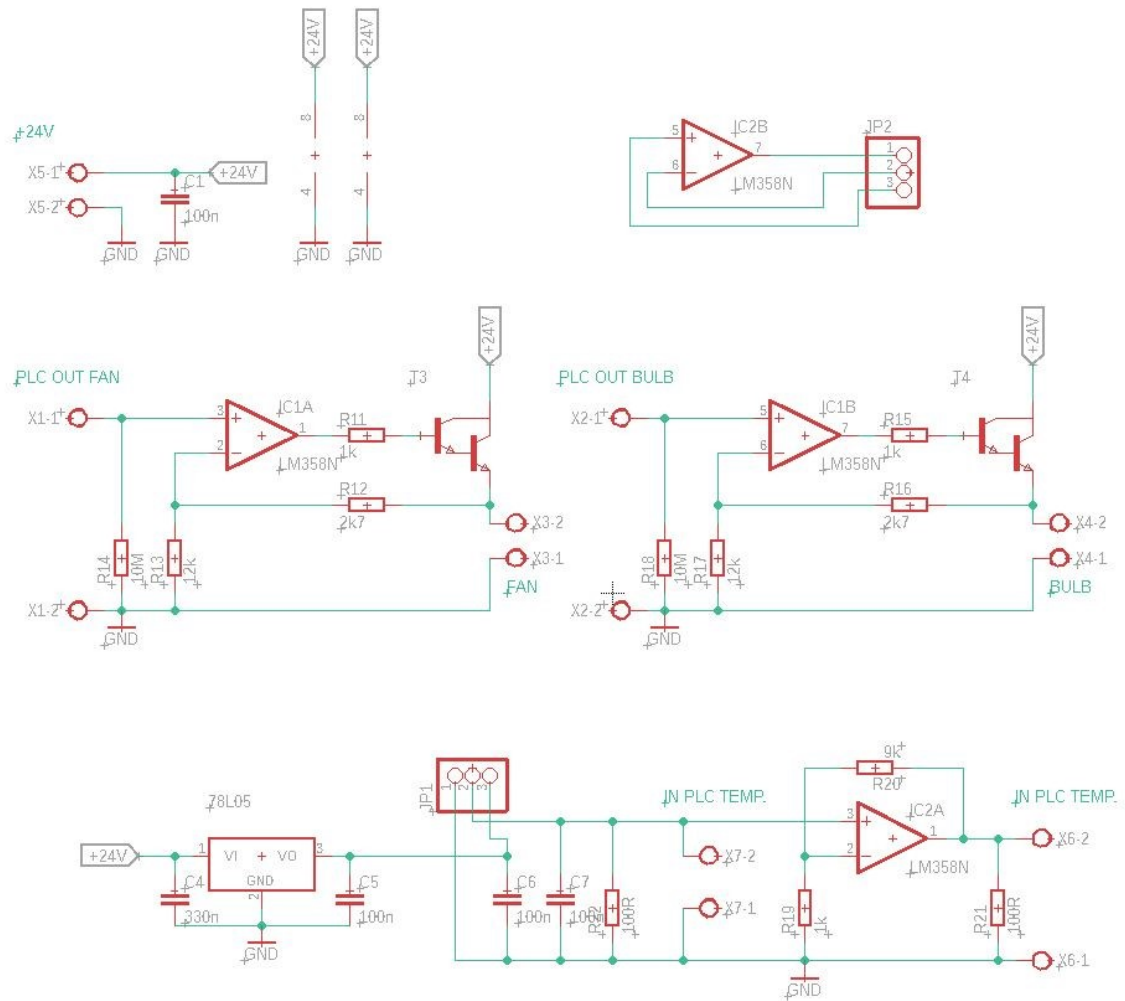 +24V
+24V
+24V
X5-1
X5-2
+24V
C1
100n
GND
GND
8
4
GND
8
4
GND
IC2B
LM358N
5
6
7
JP2
1
2
3
PLC OUT FAN
X1-1
X1-2
3
2
1
IC1A
LM358N
R11
1k
R12
2k7
R14
10M
R13
12k
GND
T3
+24V
X3-2
X3-1
FAN
PLC OUT BULB
X2-1
X2-2
5
6
7
IC1B
LM358N
R15
1k
R16
2k7
R18
10M
R17
12k
GND
T4
+24V
X4-2
X4-1
BULB
78L05
+24V
1
VI
VO
3
GND
2
C4
330n
C5
100n
GND
JP1
1
2
3
C6
100n
C7
100n
100R
IN PLC TEMP.
X7-2
X7-1
9k
R20
IC2A
LM358N
3
2
1
R19
1k
R21
100R
GND
IN PLC TEMP.
X6-2
X6-1